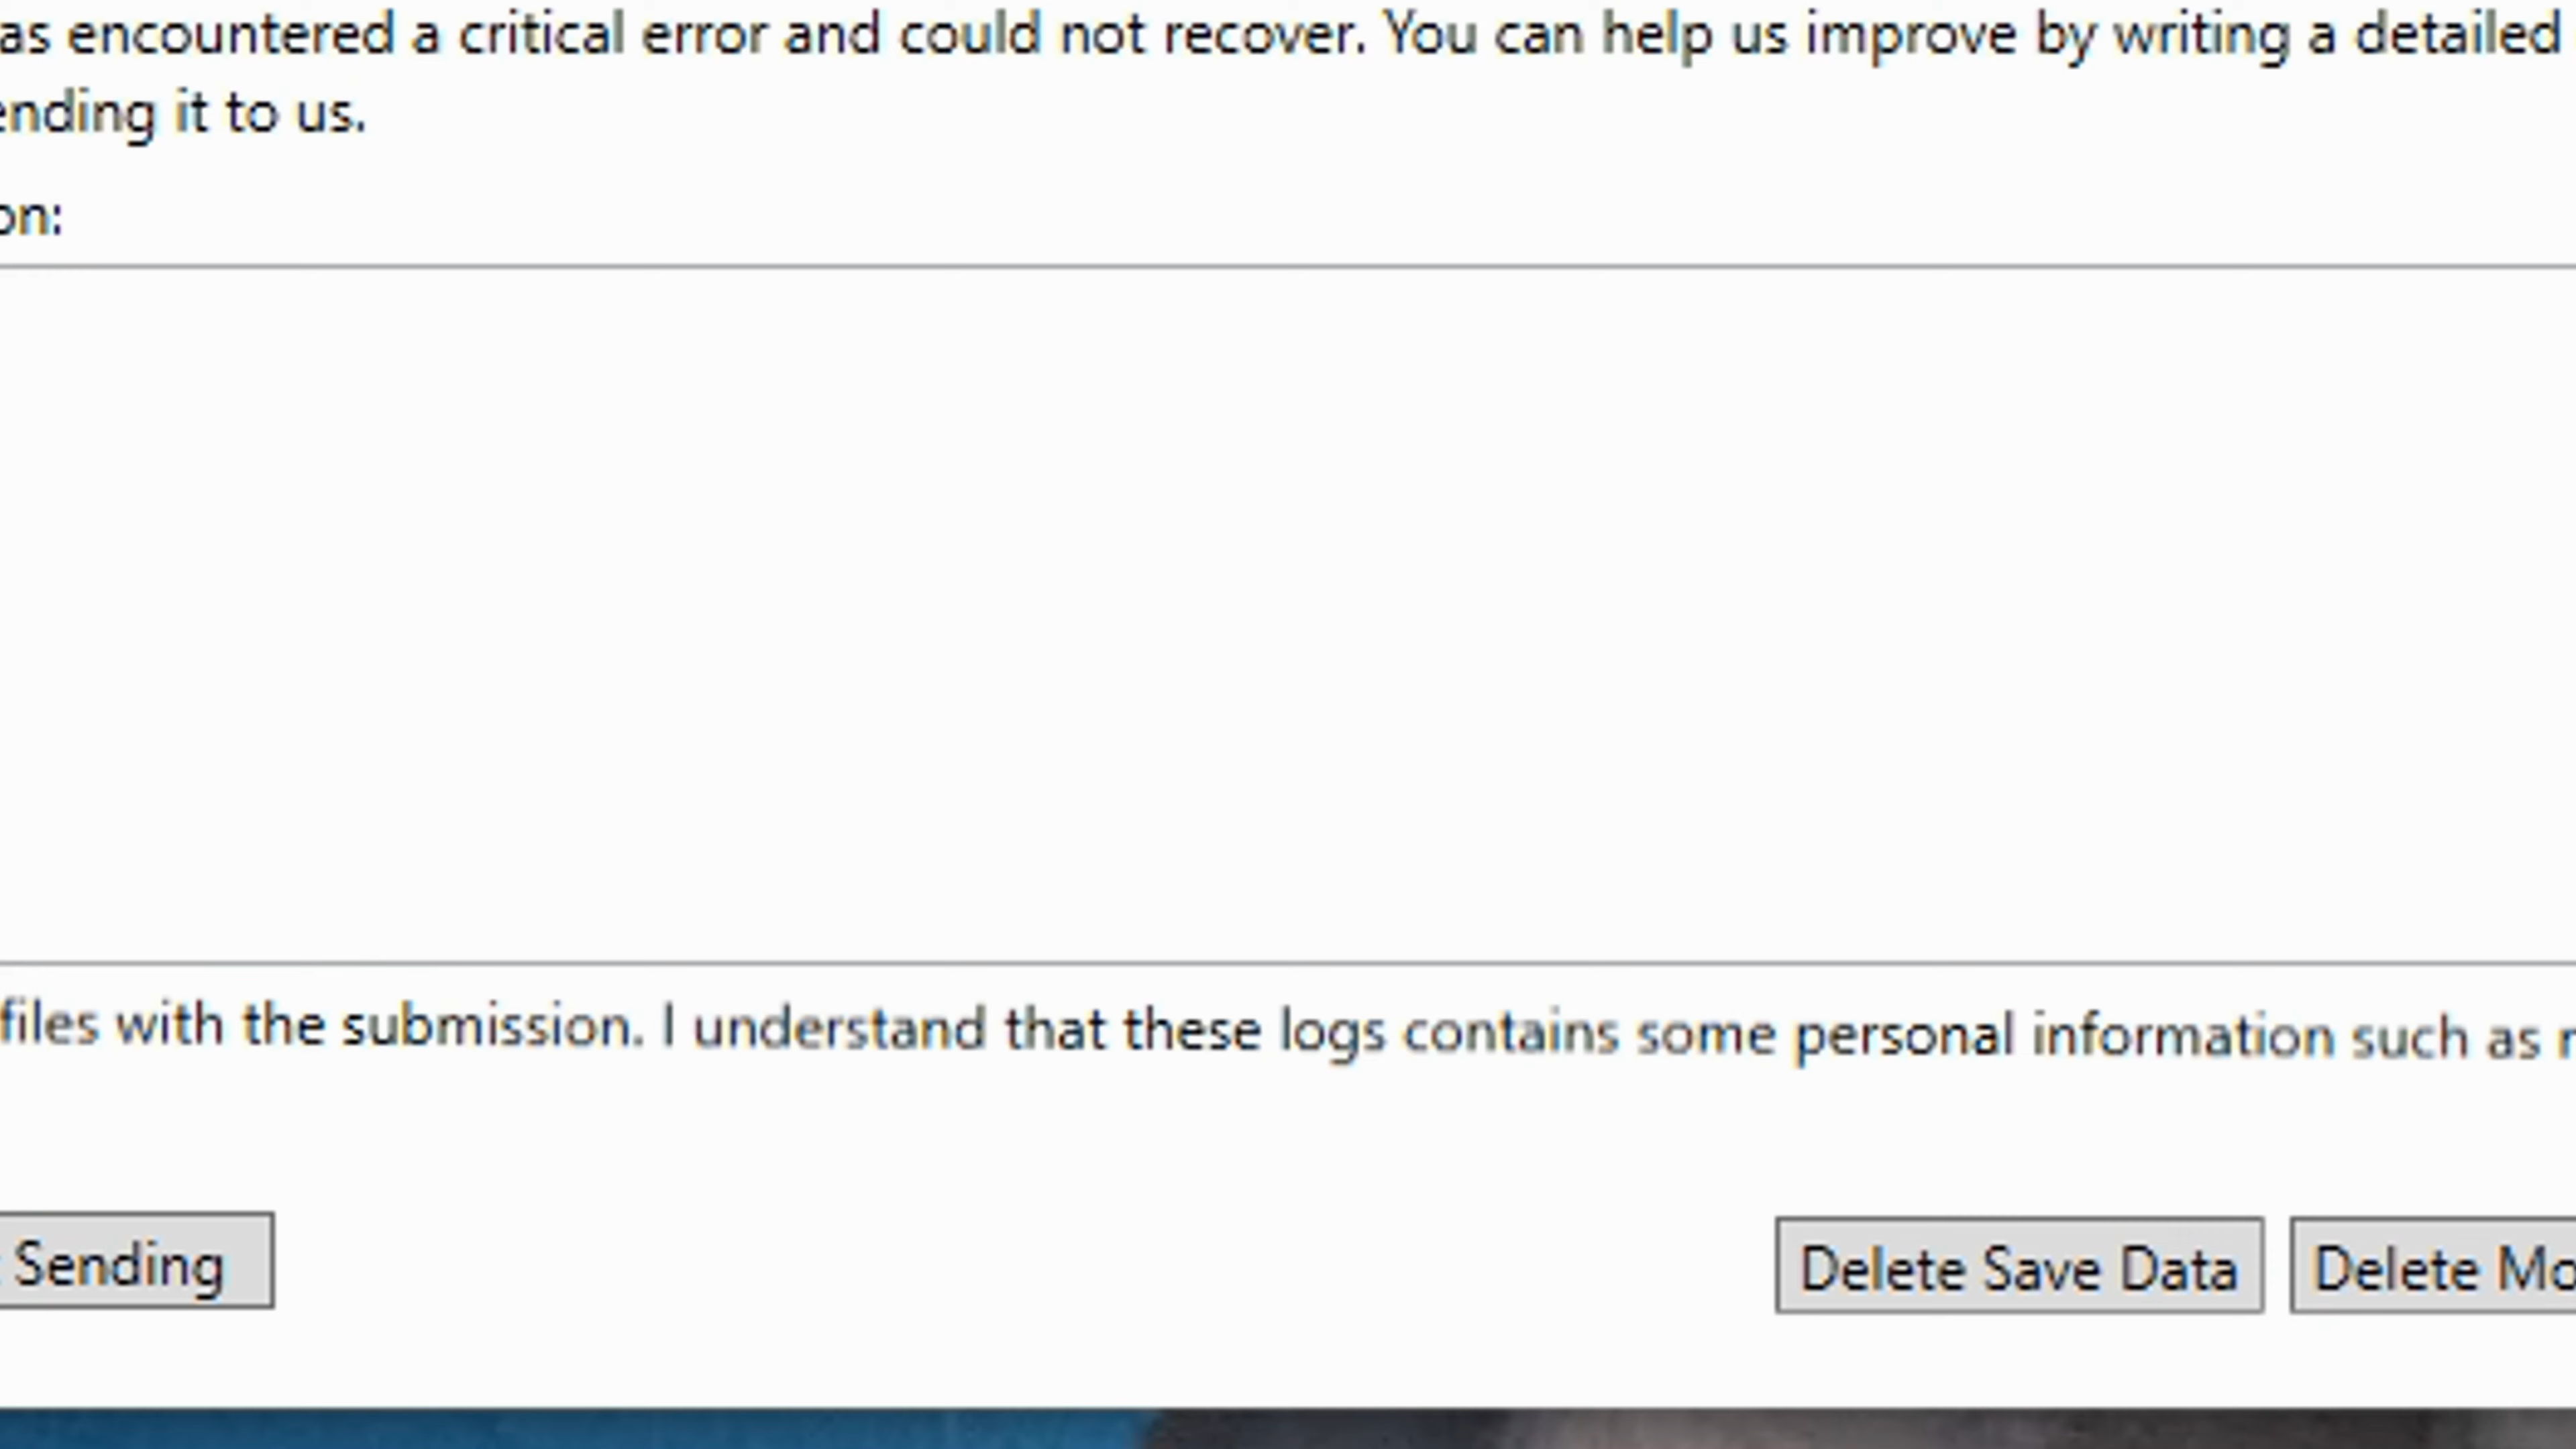 as encountered a critical error and could not recover. You can help us improve by writing a detailed
ending it to us.
on:
files with the submission. I understand that these logs contains some personal information such as
Sending
Delete Save Data
Delete Mo